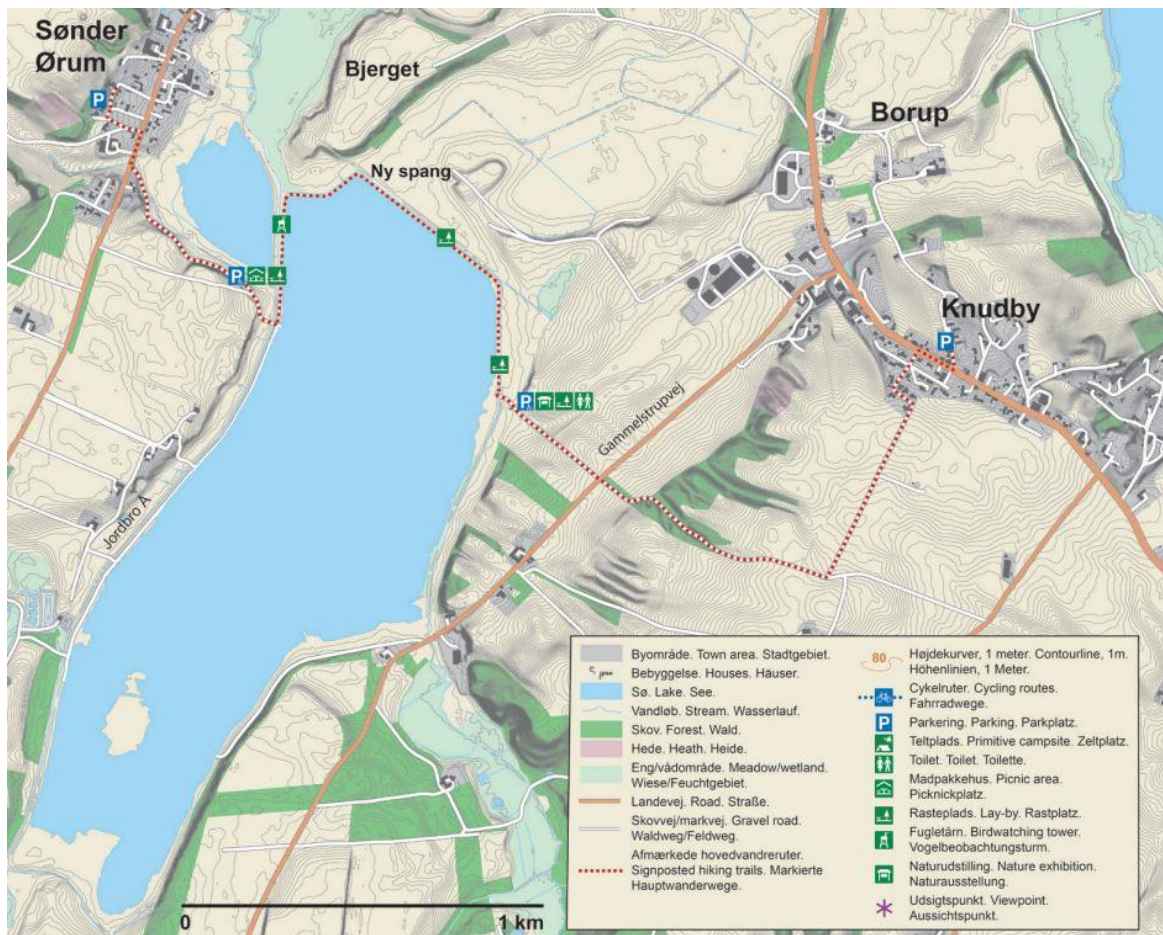 Sønder
Ørum
Bjerget
Borup
P
Ny spang
Knudby
P
P
P
Gammelstrupvej
Jordbro Å
Byområde. Town area. Stadtgebiet.
Bebyggelse. Houses. Häuser.
Sø. Lake. See.
Vandløb. Stream. Wasserlauf.
Skov. Forest. Wald.
Hede. Heath. Heide.
Eng/vådområde. Meadow/wetland.
Wiese/Feuchtgebiet.
Landevej. Road. Straße.
Skovvej/markvej. Gravel road.
Waldweg/Feldweg.
Afmærkede hovedvandreruter.
Signposted hiking trails. Markierte
Hauptwanderwege.
80
Højdekurver, 1 meter. Contourline, 1m.
Höhenlinien, 1 Meter.
Cykelruter. Cycling routes.
Fahrradwege.
P
Parkering. Parking. Parkplatz.
Teltplads. Primitive campsite. Zeltplatz.
Toilet. Toilet. Toilette.
Madpakkehus. Picnic area.
Picknickplatz.
Rasteplads. Lay-by. Rastplatz.
Fugletårn. Birdwatching tower.
Vogelbeobachtungsturm.
Naturudstilling. Nature exhibition.
Naturausstellung.
Udsigtspunkt. Viewpoint.
Aussichtspunkt.
0 1 km